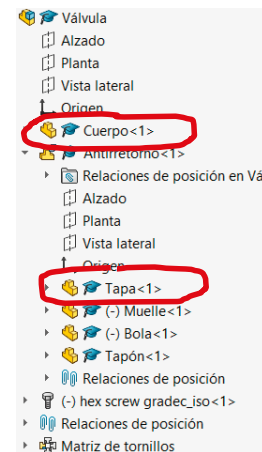 Válvula
Alzado
Planta
Vista lateral
Origen
Cuerpo<1>
Antirretorno<1>
Relaciones de posición en Vá
Alzado
Planta
Vista lateral
Origen
Tapa<1>
(-) Muelle<1>
(-) Bola<1>
Tapón<1>
Relaciones de posición
(-) hex screw gradec_iso<1>
Relaciones de posición
Matriz de tornillos